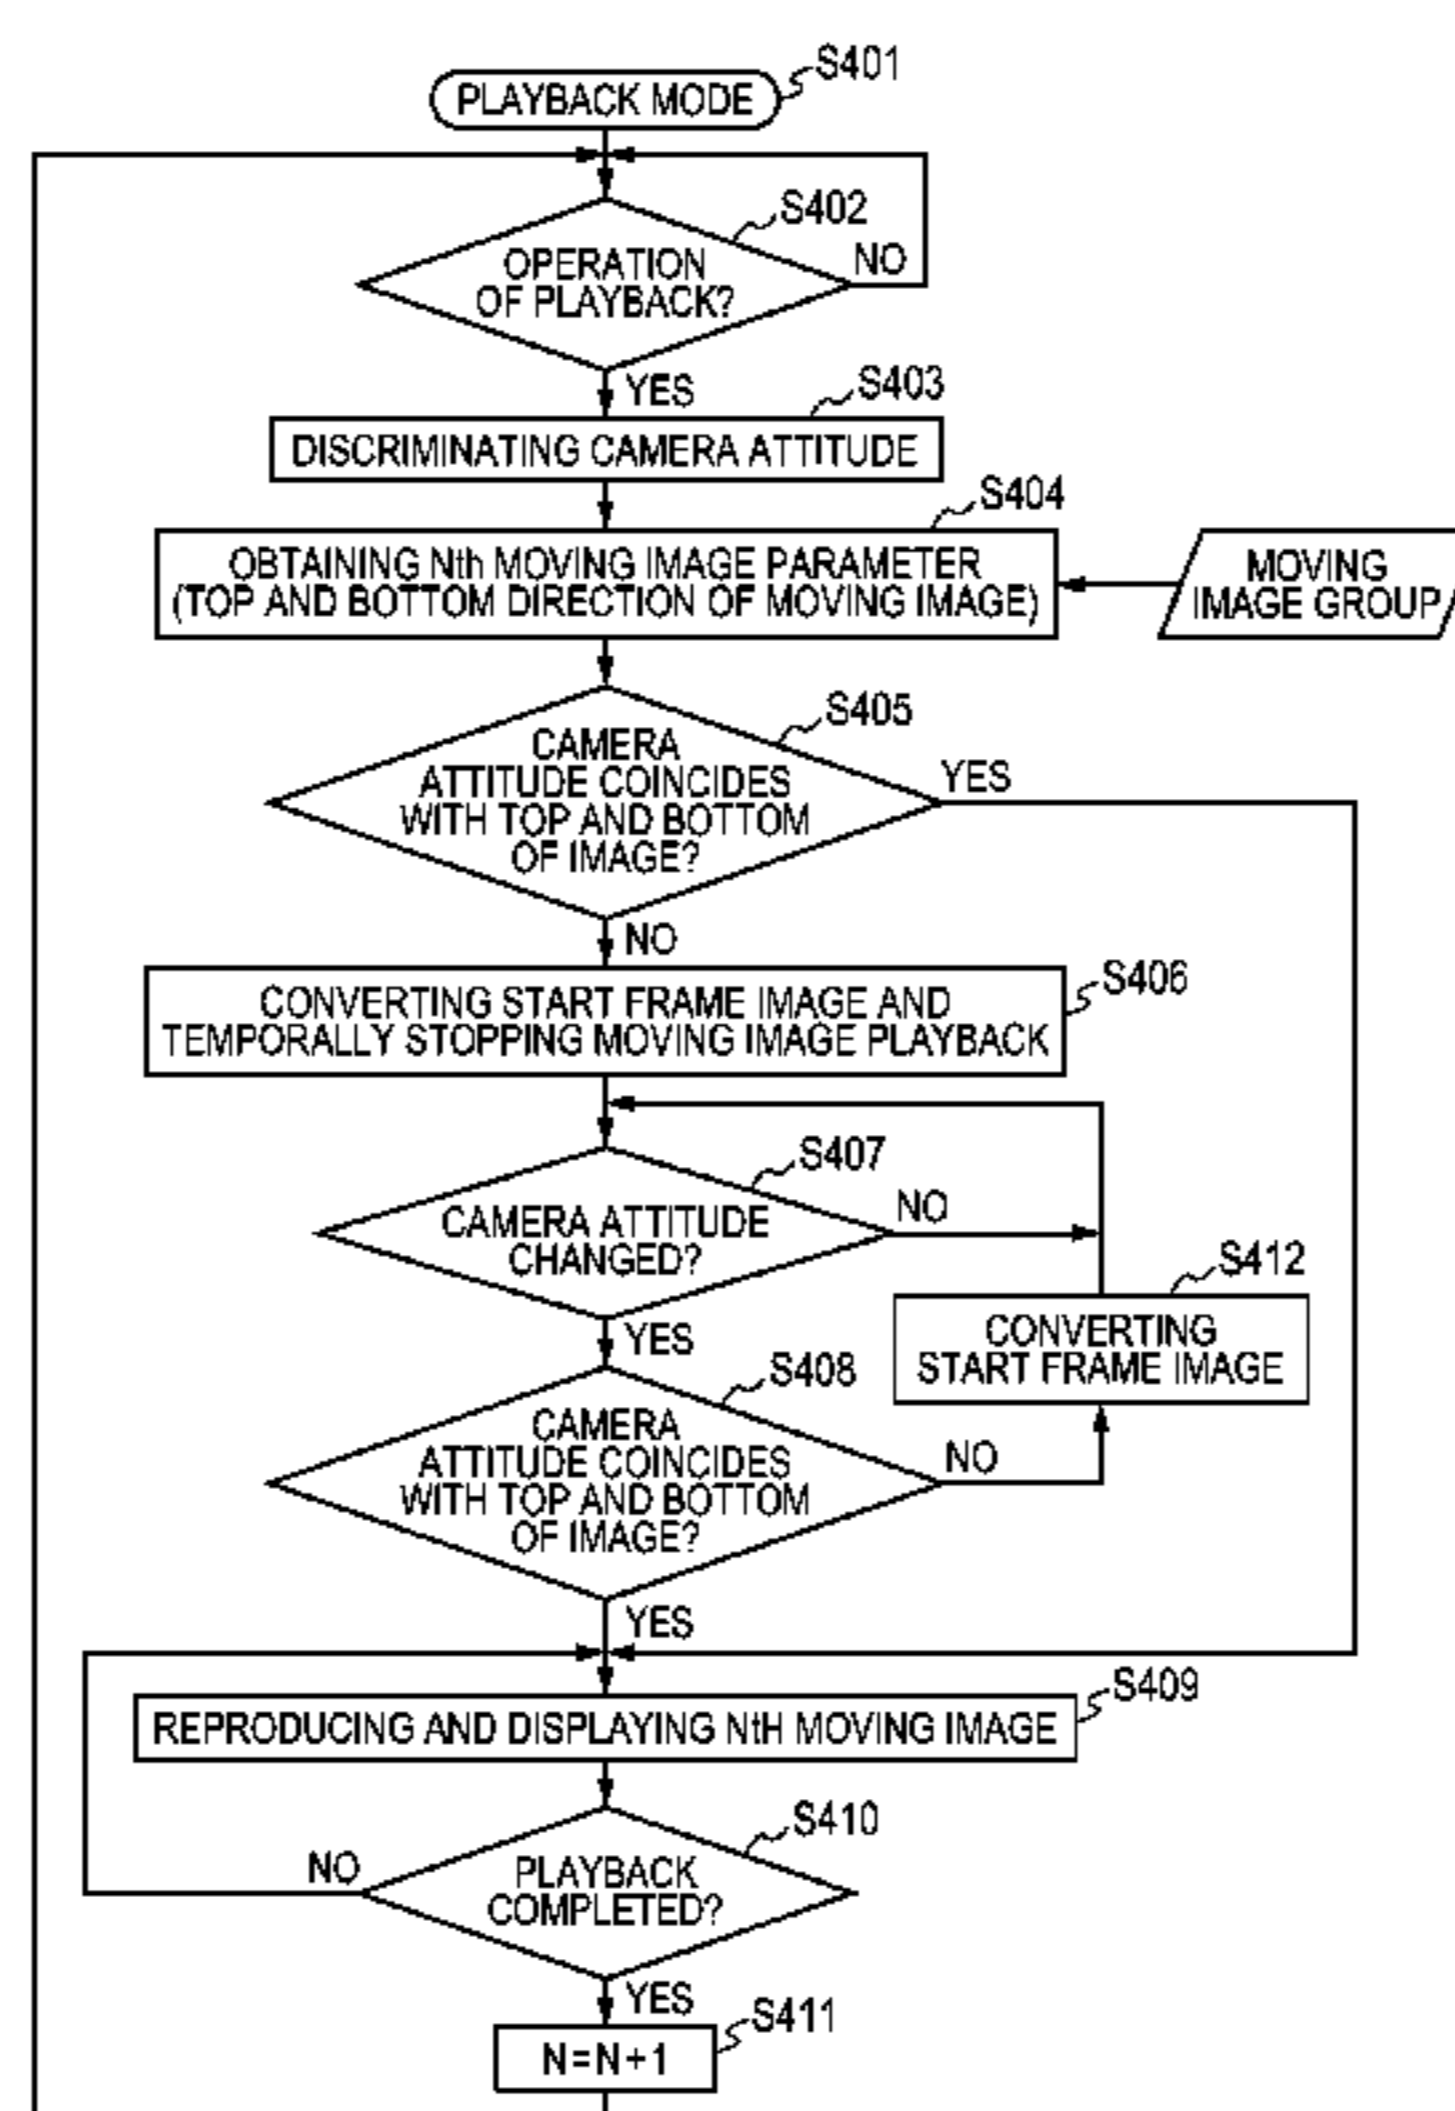 S401
PLAYBACK MODE
S402
OPERATION
OF PLAYBACK?
NO
YES
S403
DISCRIMINATING CAMERA ATTITUDE
S404
OBTAINING Nth MOVING IMAGE PARAMETER
(TOP AND BOTTOM DIRECTION OF MOVING IMAGE)
MOVING
IMAGE GROUP
S405
CAMERA
ATTITUDE COINCIDES
WITH TOP AND BOTTOM
OF IMAGE?
YES
NO
S406
CONVERTING START FRAME IMAGE AND
TEMPORALLY STOPPING MOVING IMAGE PLAYBACK
S407
CAMERA ATTITUDE
CHANGED?
NO
YES
S412
CONVERTING
START FRAME IMAGE
S408
CAMERA
ATTITUDE COINCIDES
WITH TOP AND BOTTOM
OF IMAGE?
NO
YES
S409
REPRODUCING AND DISPLAYING NtH MOVING IMAGE
S410
PLAYBACK
COMPLETED?
NO
YES
S411
N=N+1